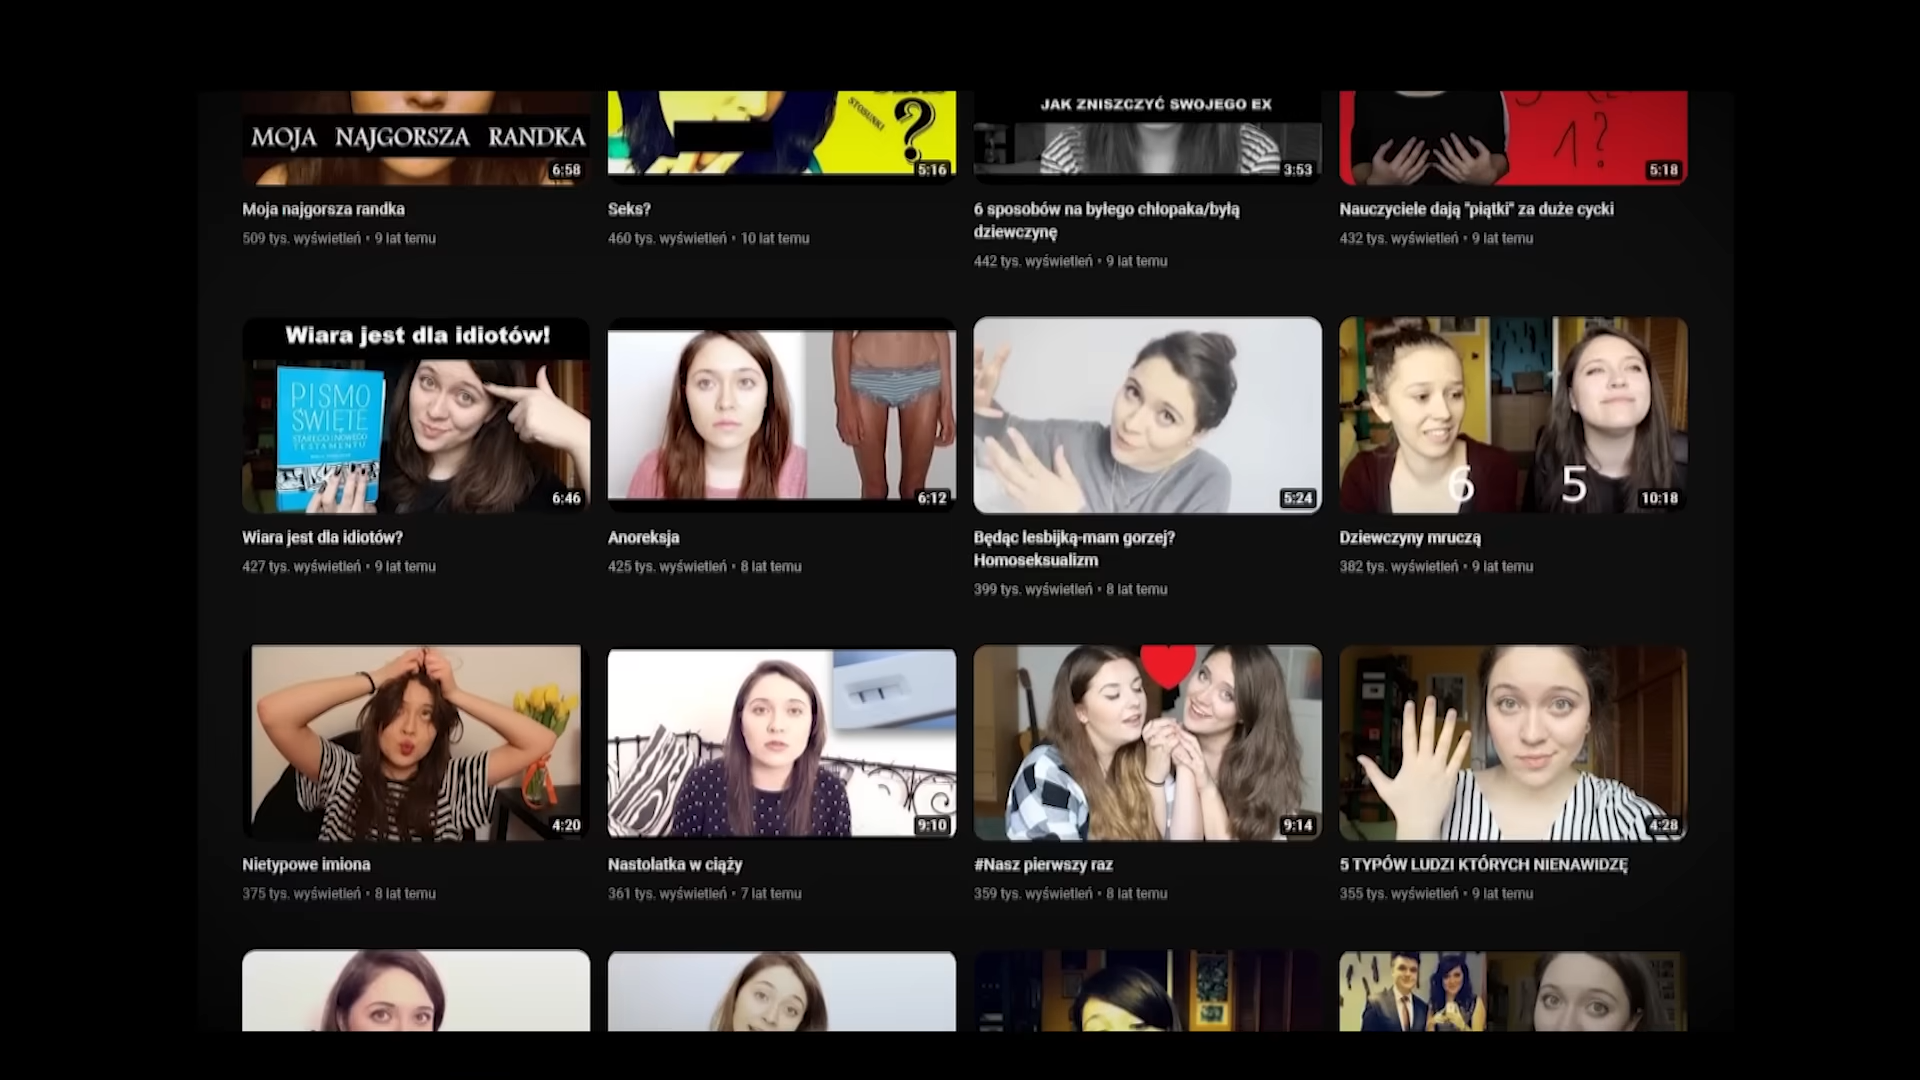 MOJA NAJGORSZA RANDKA
6:58
STOSUNKI
?
5:16
JAK ZNISZCZYĆ SWOJEGO EX
3:53
1?
5:18
Moja najgorsza randka
509 tys. wyświetleń • 9 lat temu
Seks?
460 tys. wyświetleń • 10 lat temu
6 sposobów na byłego chłopaka/byłą
dziewczynę
442 tys. wyświetleń • 9 lat temu
Nauczyciele dają "piątki" za duże cycki
432 tys. wyświetleń • 9 lat temu
Wiara jest dla idiotów!
PISMO
ŚWIĘTE
STAREGO I NOWEGO
TESTAMENTU
6:46
6:12
5:24
6 5
10:18
Wiara jest dla idiotów?
427 tys. wyświetleń • 9 lat temu
Anoreksja
425 tys. wyświetleń • 8 lat temu
Będąc lesbijką-mam gorzej?
Homoseksualizm
399 tys. wyświetleń • 8 lat temu
Dziewczyny mruczą
382 tys. wyświetleń • 9 lat temu
4:20
9:10
9:14
4:28
Nietypowe imiona
375 tys. wyświetleń • 8 lat temu
Nastolatka w ciąży
361 tys. wyświetleń • 7 lat temu
#Nasz pierwszy raz
359 tys. wyświetleń • 8 lat temu
5 TYPÓW LUDZI KTÓRYCH NIENAWIDZĘ
355 tys. wyświetleń • 9 lat temu